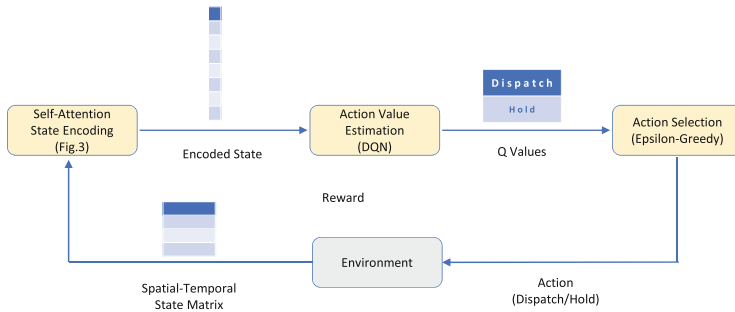 Dispatch
Hold
Self-Attention
State Encoding
(Fig.3)
Encoded State
Action Value
Estimation
(DQN)
Q Values
Action Selection
(Epsilon-Greedy)
Reward
Environment
Spatial-Temporal
State Matrix
Action
(Dispatch/Hold)